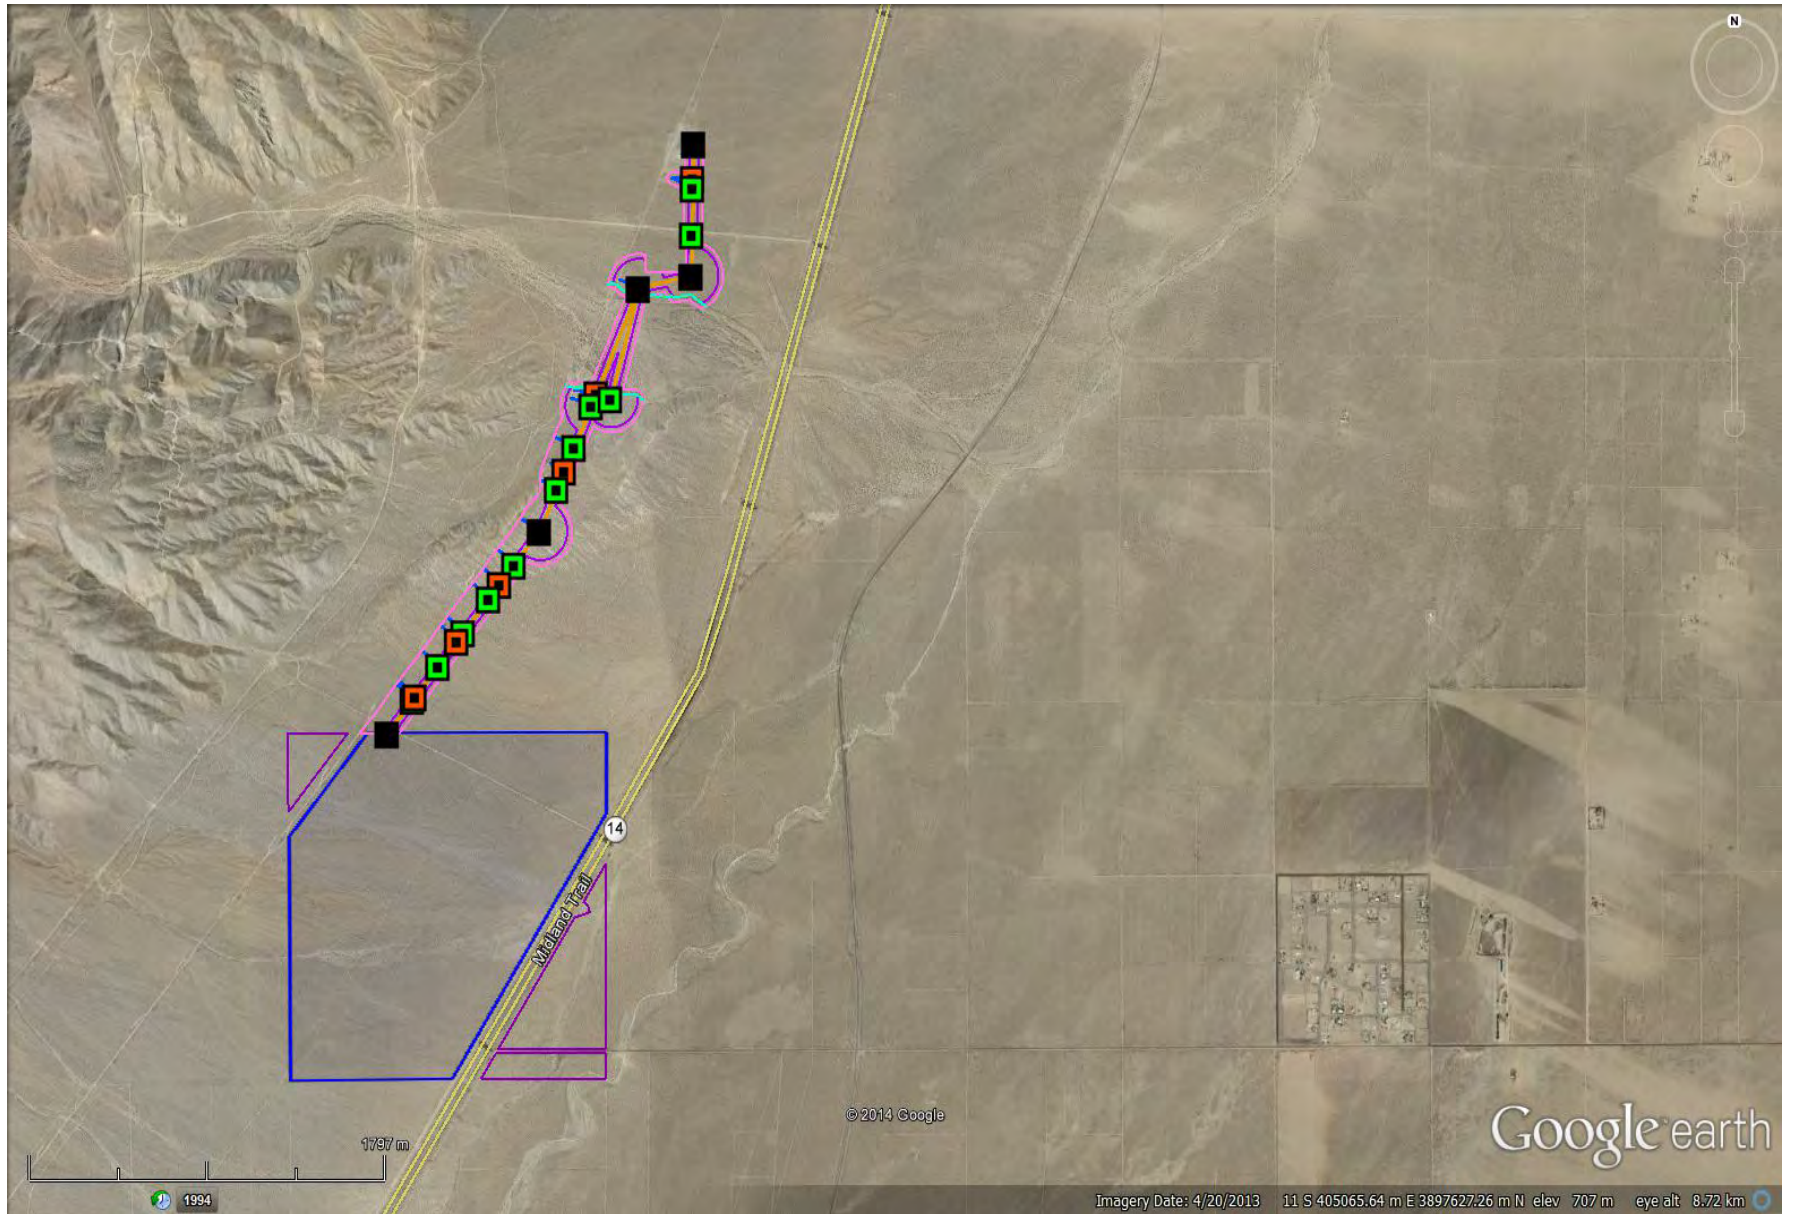 N
14
Midland Trail
© 2014 Google
Google earth
1797 m
1994
Imagery Date: 4/20/2013 11 S 405065.64 m E 3897627.26 m N elev 707 m eye alt 8.72 km